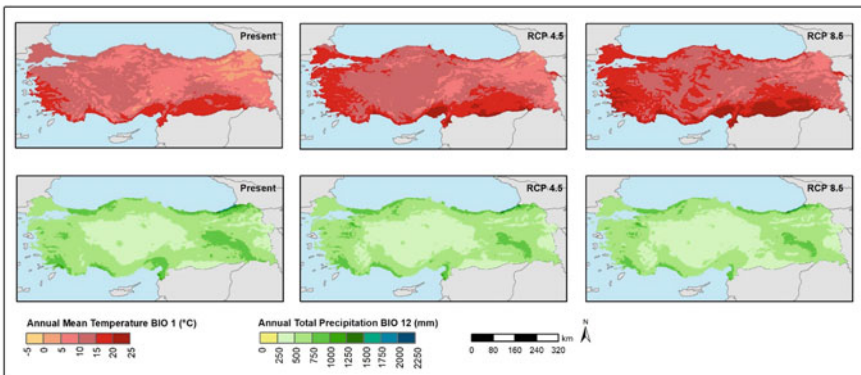 Present
RCP 4.5
RCP 8.5
Present
RCP 4.5
RCP 8.5
Annual Mean Temperature BIO 1 (°C)
-5
0
5
10
15
20
25
Annual Total Precipitation BIO 12 (mm)
0
250
500
750
1000
1250
1500
1750
2000
2250
km
0
80
160
240
320
N